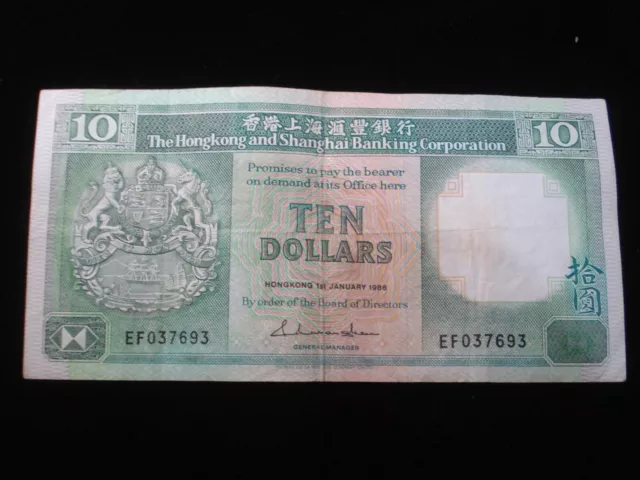 10
香港上海滙豐銀行
10
The Hongkong and Shanghai Banking Corporation
Promises to pay the bearer
on demand at its Office here
TEN
DOLLARS
HONGKONG 1st JANUARY 1986
By order of the Board of Directors
GENERAL MANAGER
拾
圓
EF037693
EF037693